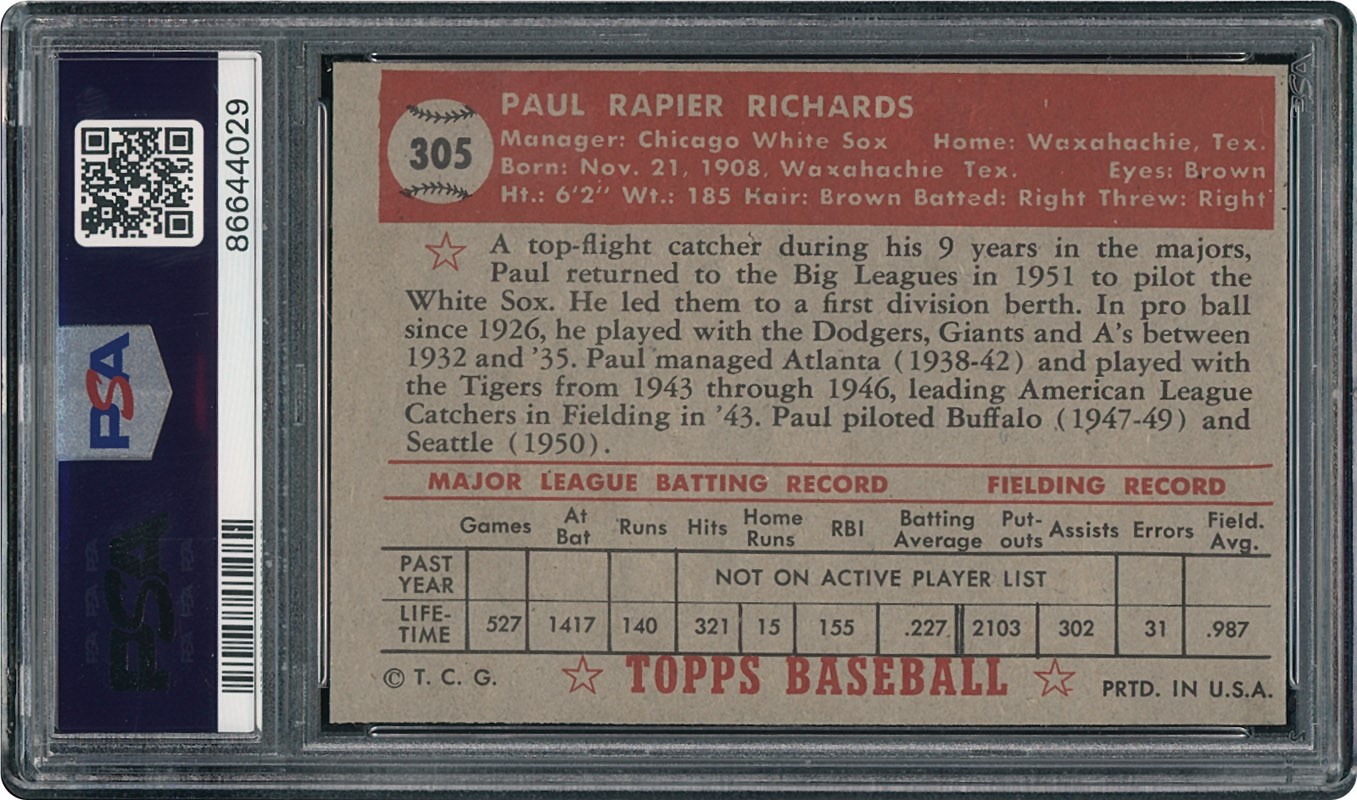 PSA
86644029
PSA
305
PAUL RAPIER RICHARDS
Manager: Chicago White Sox Home: Waxahachie, Tex.
Born: Nov. 21, 1908, Waxahachie Tex. Eyes: Brown
Ht.: 6'2" Wt.: 185 Hair: Brown Batted: Right Threw: Right
A top-flight catcher during his 9 years in the majors,
Paul returned to the Big Leagues in 1951 to pilot the
White Sox. He led them to a first division berth. In pro ball
since 1926, he played with the Dodgers, Giants and A's between
1932 and '35. Paul managed Atlanta (1938-42) and played with
the Tigers from 1943 through 1946, leading American League
Catchers in Fielding in '43. Paul piloted Buffalo (1947-49) and
Seattle (1950).
MAJOR LEAGUE BATTING RECORD FIELDING RECORD
Games At Bat Runs Hits Home Runs RBI Batting Average Put-outs Assists Errors Field. Avg.
PAST YEAR NOT ON ACTIVE PLAYER LIST
LIFE-TIME 527 1417 140 321 15 155 .227 2103 302 31 .987
© T. C. G. TOPPS BASEBALL PRTD. IN U.S.A.
PSA